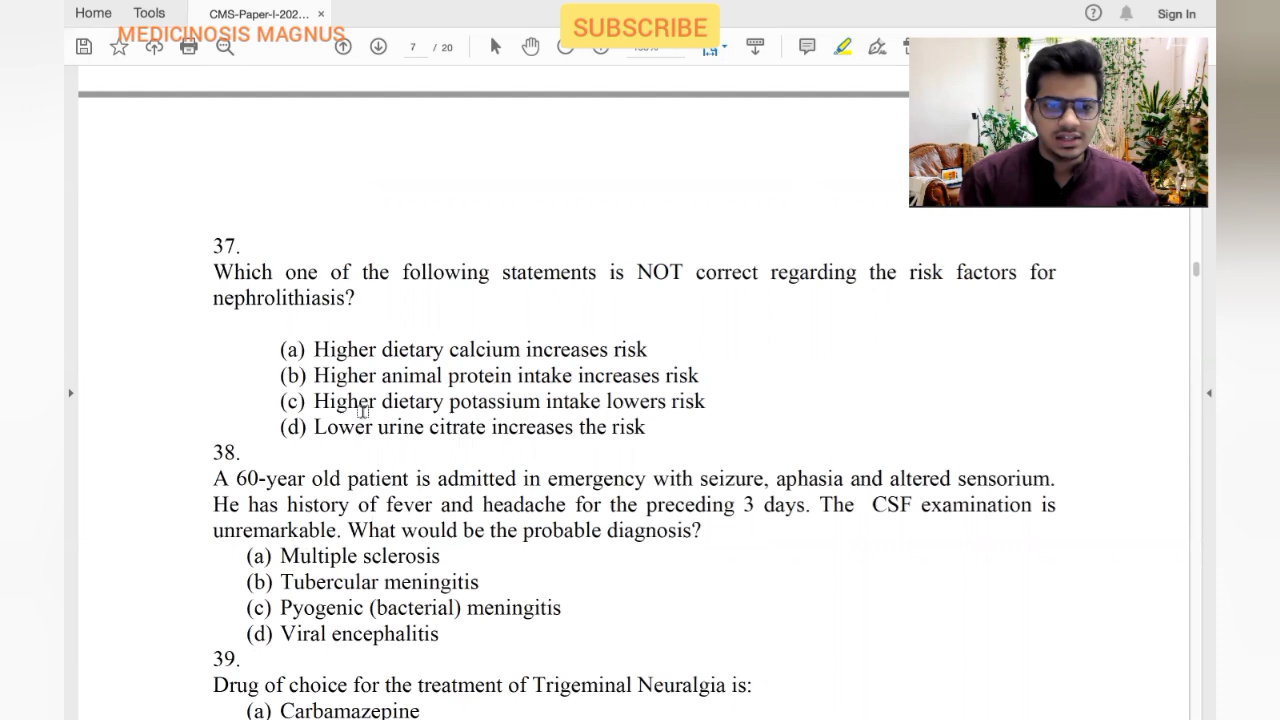 Home Tools CMS-Paper-I-202... × Sign In
MEDICINOSIS MAGNUS
SUBSCRIBE
7 / 20
37.
Which one of the following statements is NOT correct regarding the risk factors for
nephrolithiasis?
(a) Higher dietary calcium increases risk
(b) Higher animal protein intake increases risk
(c) Higher dietary potassium intake lowers risk
(d) Lower urine citrate increases the risk
38.
A 60-year old patient is admitted in emergency with seizure, aphasia and altered sensorium.
He has history of fever and headache for the preceding 3 days. The CSF examination is
unremarkable. What would be the probable diagnosis?
(a) Multiple sclerosis
(b) Tubercular meningitis
(c) Pyogenic (bacterial) meningitis
(d) Viral encephalitis
39.
Drug of choice for the treatment of Trigeminal Neuralgia is:
(a) Carbamazepine